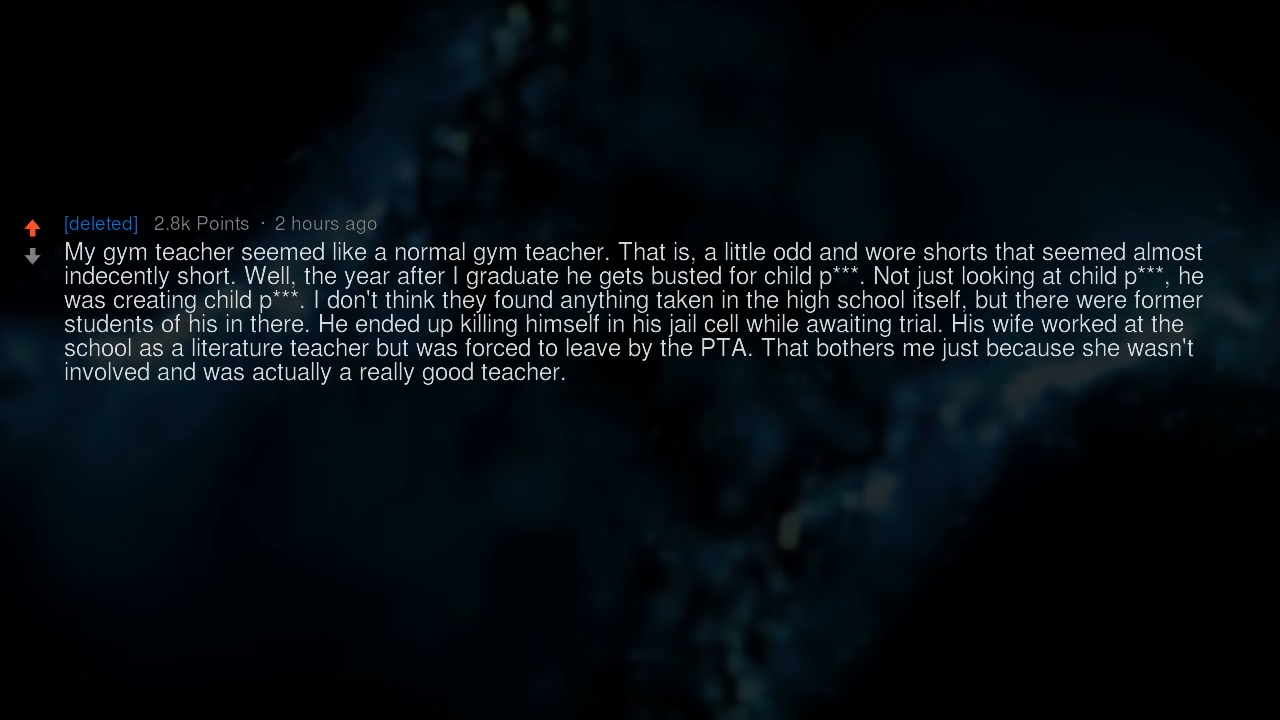 [deleted] 2.8k Points · 2 hours ago
My gym teacher seemed like a normal gym teacher. That is, a little odd and wore shorts that seemed almost
indecently short. Well, the year after I graduate he gets busted for child p***. Not just looking at child p***, he
was creating child p***. I don't think they found anything taken in the high school itself, but there were former
students of his in there. He ended up killing himself in his jail cell while awaiting trial. His wife worked at the
school as a literature teacher but was forced to leave by the PTA. That bothers me just because she wasn't
involved and was actually a really good teacher.